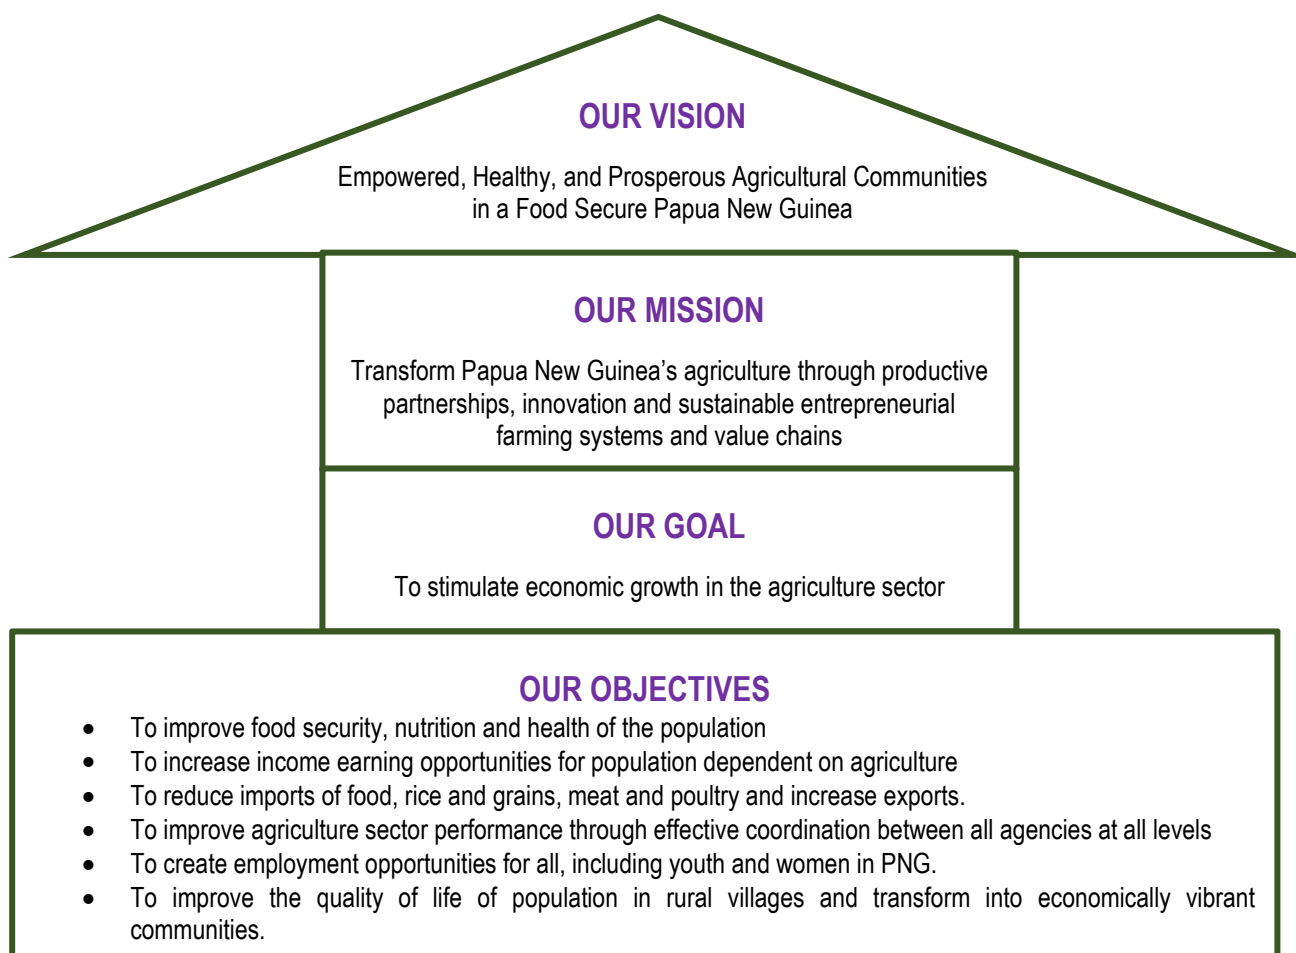 OUR VISION
Empowered, Healthy, and Prosperous Agricultural Communities
in a Food Secure Papua New Guinea
OUR MISSION
Transform Papua New Guinea’s agriculture through productive
partnerships, innovation and sustainable entrepreneurial
farming systems and value chains
OUR GOAL
To stimulate economic growth in the agriculture sector
OUR OBJECTIVES
• To improve food security, nutrition and health of the population
• To increase income earning opportunities for population dependent on agriculture
• To reduce imports of food, rice and grains, meat and poultry and increase exports.
• To improve agriculture sector performance through effective coordination between all agencies at all levels
• To create employment opportunities for all, including youth and women in PNG.
• To improve the quality of life of population in rural villages and transform into economically vibrant
communities.